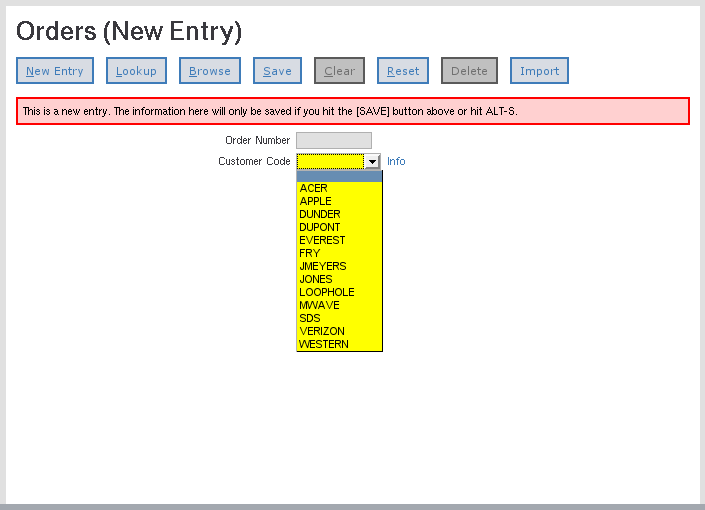 Orders (New Entry)
New Entry Lookup Browse Save Clear Reset Delete Import
This is a new entry. The information here will only be saved if you hit the [SAVE] button above or hit ALT-S.
Order Number
Customer Code Info
ACER
APPLE
DUNDER
DUPONT
EVEREST
FRY
JMEYERS
JONES
LOOPHOLE
MWAVE
SDS
VERIZON
WESTERN